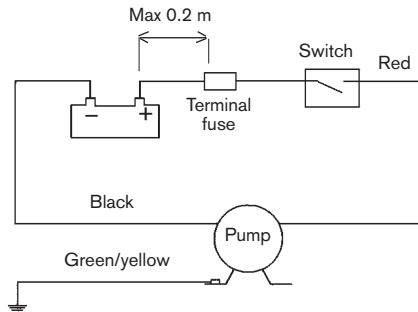 Max 0.2 m
Switch
Red
Terminal
fuse
– +
Black
Pump
Green/yellow